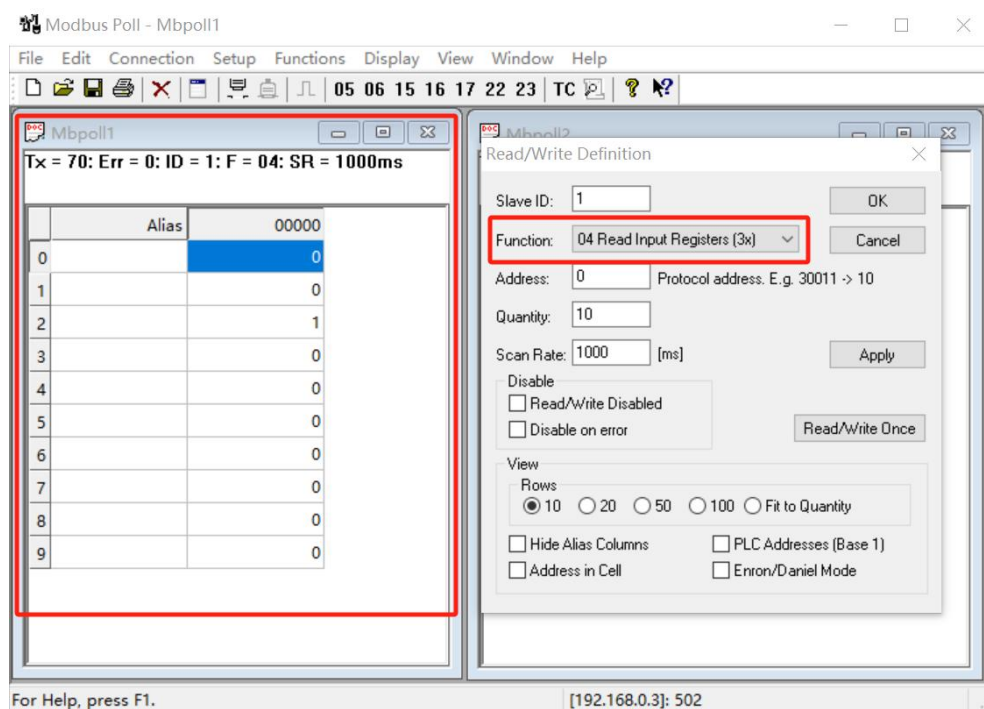 Modbus Poll - Mbpoll1
File Edit Connection Setup Functions Display View Window Help
05 06 15 16 17 22 23 TC
Mbpoll1
Tx = 70: Err = 0: ID = 1: F = 04: SR = 1000ms
Alias 00000
0 0
1 0
2 1
3 0
4 0
5 0
6 0
7 0
8 0
9 0
Mbpoll2
Read/Write Definition
Slave ID: 1 OK
Function: 04 Read Input Registers (3x) Cancel
Address: 0 Protocol address. E.g. 30011 -> 10
Quantity: 10
Scan Rate: 1000 [ms] Apply
Disable
Read/Write Disabled
Disable on error Read/Write Once
View
Rows
10 20 50 100 Fit to Quantity
Hide Alias Columns PLC Addresses (Base 1)
Address in Cell Enron/Daniel Mode
For Help, press F1. [192.168.0.3]: 502